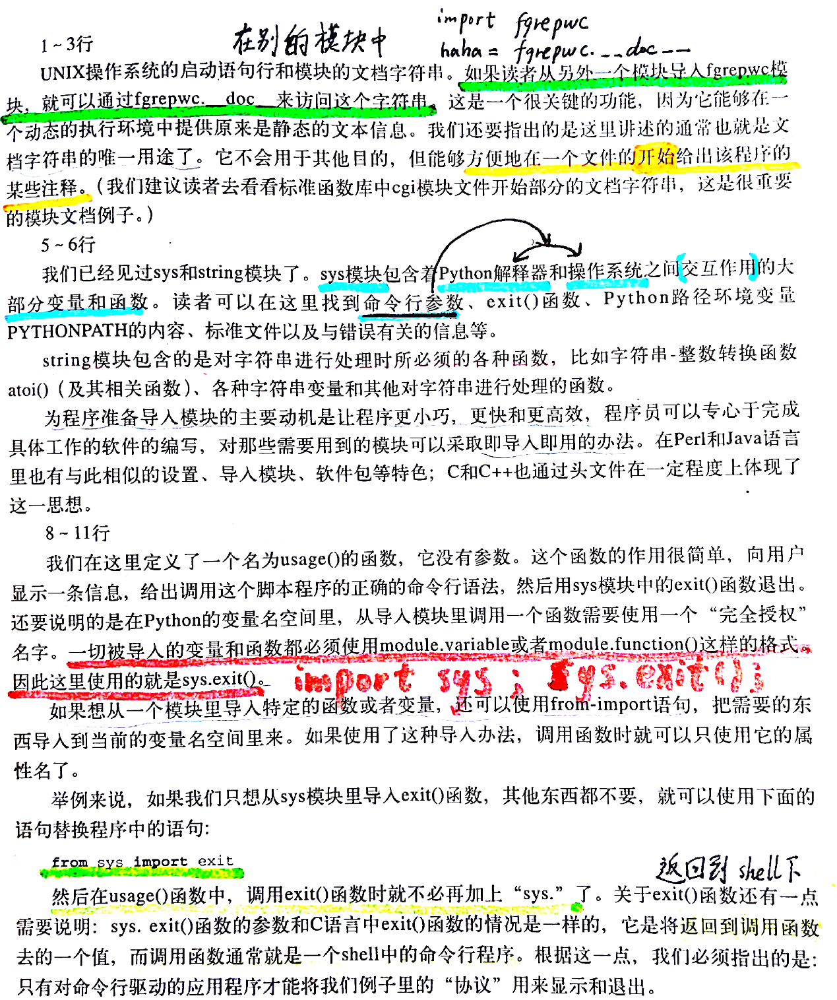 在别的模块中
import fgrepwc
haha = fgrepwc.__doc__
1~3行
UNIX操作系统的启动语句行和模块的文档字符串。如果读者从另外一个模块导入fgrepwc模
块，就可以通过fgrepwc.__doc__来访问这个字符串。这是一个很关键的功能，因为它能够在一
个动态的执行环境中提供原来是静态的文本信息。我们还要指出的是这里讲述的通常也就是文
档字符串的唯一用途了。它不会用于其他目的，但能够方便地在一个文件的开始给出该程序的
某些注释。（我们建议读者去看看标准函数库中cgi模块文件开始部分的文档字符串，这是很重要
的模块文档例子。）
5~6行
我们已经见过sys和string模块了。sys模块包含着Python解释器和操作系统之间交互作用的大
部分变量和函数。读者可以在这里找到命令行参数、exit()函数、Python路径环境变量
PYTHONPATH的内容、标准文件以及与错误有关的信息等。
string模块包含的是对字符串进行处理时所必须的各种函数，比如字符串-整数转换函数
atoi()（及其相关函数）、各种字符串变量和其他对字符串进行处理的函数。
为程序准备导入模块的主要动机是让程序更小巧，更快和更高效，程序员可以专心于完成
具体工作的软件的编写，对那些需要用到的模块可以采取即导入即用的办法。在Perl和Java语言
里也有与此相似的设置、导入模块、软件包等特色；C和C++也通过头文件在一定程度上体现了
这一思想。
8~11行
我们在这里定义了一个名为usage()的函数，它没有参数。这个函数的作用很简单，向用户
显示一条信息，给出调用这个脚本程序的正确的命令行语法，然后用sys模块中的exit()函数退出。
还要说明的是在Python的变量名空间里，从导入模块里调用一个函数需要使用一个“完全授权”
名字。一切被导入的变量和函数都必须使用module.variable或者module.function()这样的格式。
因此这里使用的就是sys.exit()。 import sys ; sys.exit();
如果想从一个模块里导入特定的函数或者变量，还可以使用from-import语句，把需要的东
西导入到当前的变量名空间里来。如果使用了这种导入办法，调用函数时就可以只使用它的属
性名了。
举例来说，如果我们只想从sys模块里导入exit()函数，其他东西都不要，就可以使用下面的
语句替换程序中的语句：
from sys import exit
返回到 shell下
然后在usage()函数中，调用exit()函数时就不必再加上“sys.”了。关于exit()函数还有一点
需要说明：sys. exit()函数的参数和C语言中exit()函数的情况是一样的，它是将返回到调用函数
去的一个值，而调用函数通常就是一个shell中的命令行程序。根据这一点，我们必须指出的是：
只有对命令行驱动的应用程序才能将我们例子里的“协议”用来显示和退出。